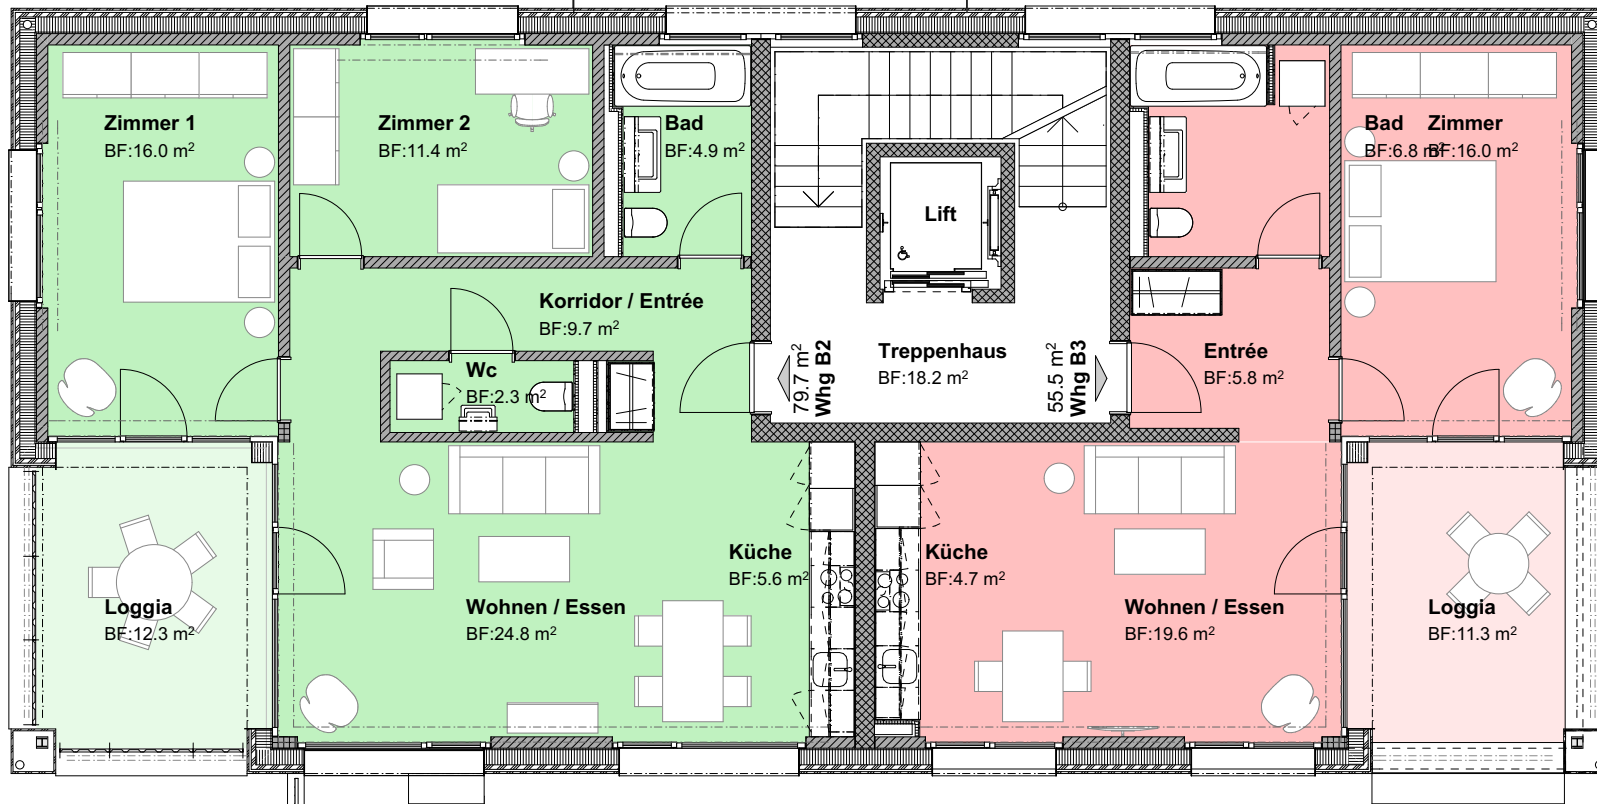 Zimmer 1
BF:16.0 m²
Zimmer 2
BF:11.4 m²
Bad
BF:4.9 m²
Bad
BF:6.8 m²
Zimmer
BF:16.0 m²
Lift
Korridor / Entrée
BF:9.7 m²
Wc
BF:2.3 m²
79.7 m²
Whg B2
Treppenhaus
BF:18.2 m²
55.5 m²
Whg B3
Entrée
BF:5.8 m²
Küche
BF:5.6 m²
Küche
BF:4.7 m²
Loggia
BF:12.3 m²
Wohnen / Essen
BF:24.8 m²
Wohnen / Essen
BF:19.6 m²
Loggia
BF:11.3 m²